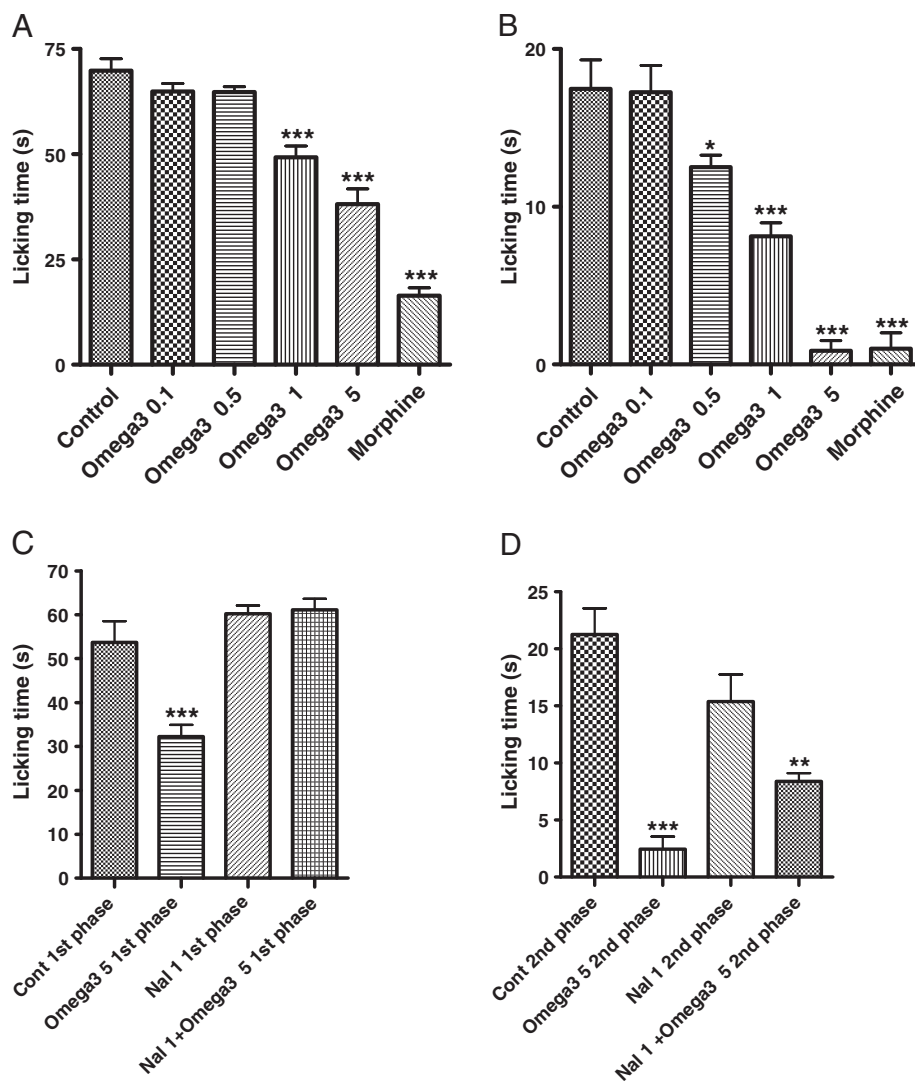 A
75
50
25
0
Licking time (s)
***
***
***
Control
Omega3 0.1
Omega3 0.5
Omega3 1
Omega3 5
Morphine
B
20
10
0
Licking time (s)
*
***
***
***
Control
Omega3 0.1
Omega3 0.5
Omega3 1
Omega3 5
Morphine
C
70
60
50
40
30
20
10
0
Licking time (s)
***
Cont 1st phase
Omega3 5 1st phase
Nal 1 1st phase
Nal 1+Omega3 5 1st phase
D
25
20
15
10
5
0
Licking time (s)
***
**
Cont 2nd phase
Omega3 5 2nd phase
Nal 1 2nd phase
Nal 1 +Omega3 5 2nd phase